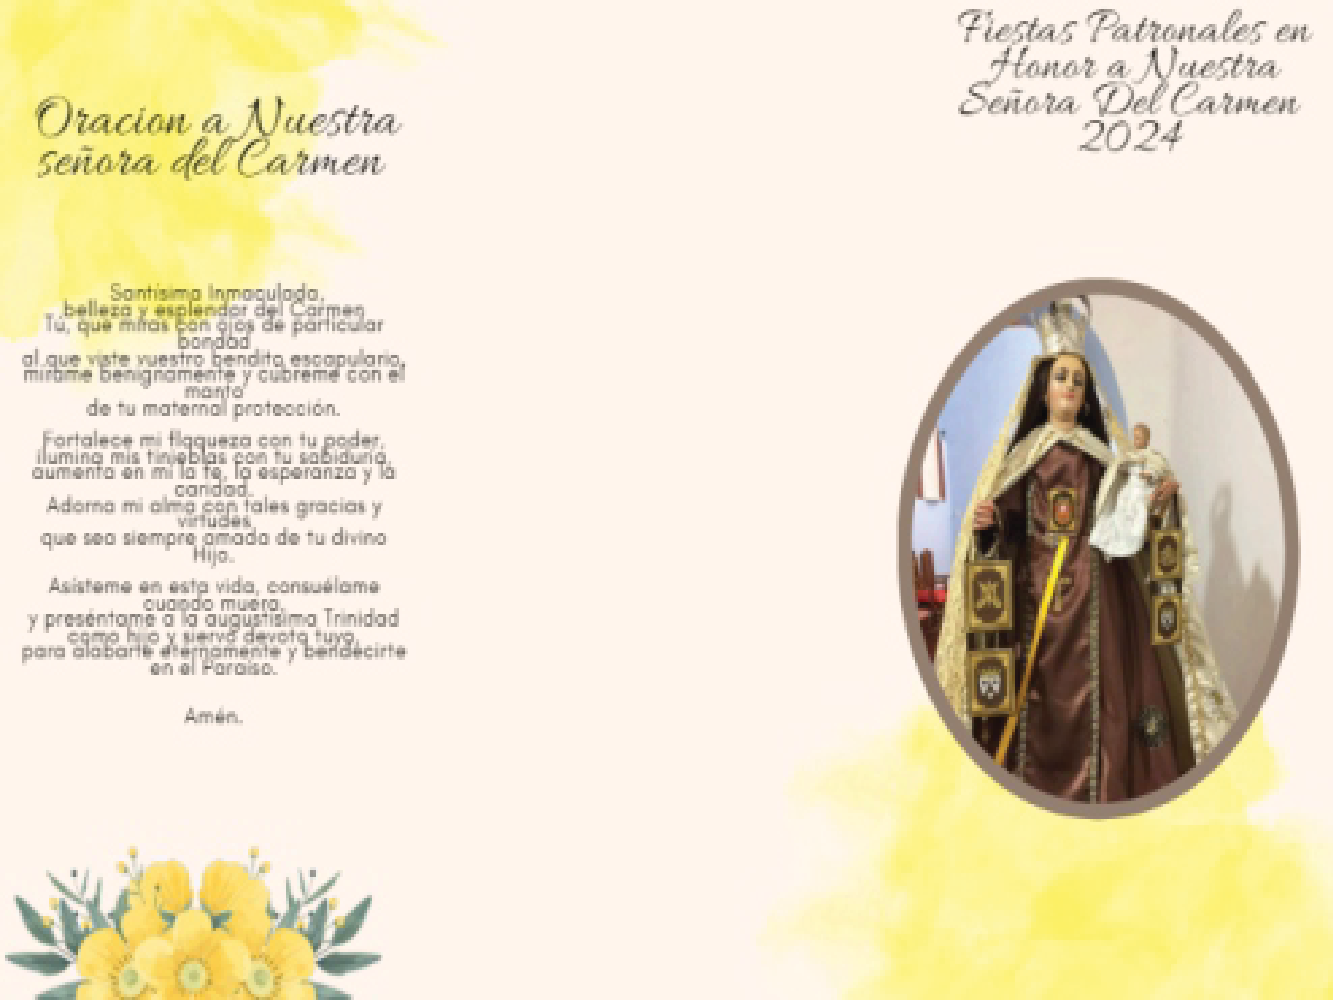 Oracion a Nuestra
señora del Carmen
Santísima Inmaculada,
belleza y esplendor del Carmen
Tú, que miras con ojos de particular
bondad
al que viste vuestro bendito escapulario,
mírame benignamente y cúbreme con el
manto
de tu maternal protección.
Fortalece mi flaqueza con tu poder,
ilumina mis tinieblas con tu sabiduría,
aumenta en mí la fe, la esperanza y la
caridad.
Adorna mi alma con tales gracias y
virtudes
que sea siempre amada de tu divino
Hijo.
Asísteme en esta vida, consuélame
cuando muera,
y preséntame a la augustísima Trinidad
como hijo y siervo devoto tuyo,
para alabarte eternamente y bendecirte
en el Paraíso.
Amén.
Fiestas Patronales en
Honor a Nuestra
Señora Del Carmen
2024